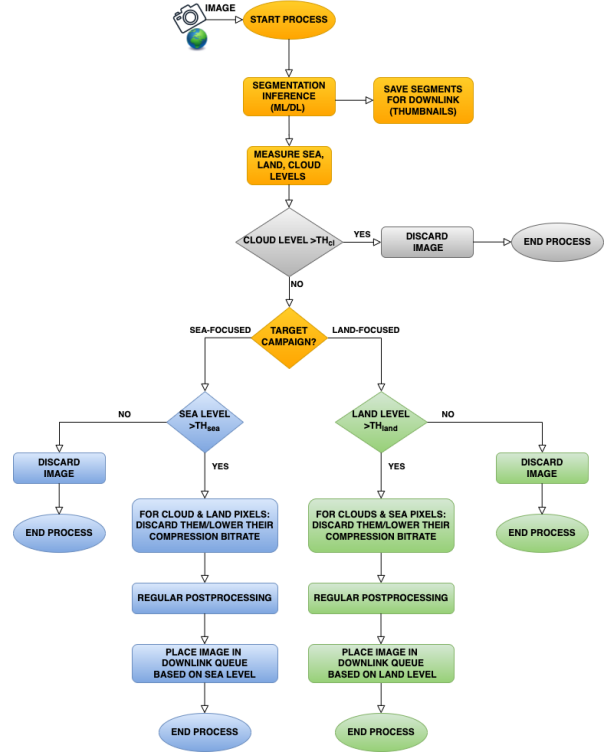 IMAGE
START PROCESS
SEGMENTATION
INFERENCE
(ML/DL)
SAVE SEGMENTS
FOR DOWNLINK
(THUMBNAILS)
MEASURE SEA,
LAND, CLOUD
LEVELS
CLOUD LEVEL >THcl
YES
DISCARD
IMAGE
END PROCESS
NO
TARGET
CAMPAIGN?
SEA-FOCUSED
LAND-FOCUSED
SEA LEVEL
>THsea
NO
DISCARD
IMAGE
END PROCESS
YES
FOR CLOUD & LAND PIXELS:
DISCARD THEM/LOWER THEIR
COMPRESSION BITRATE
REGULAR POSTPROCESSING
PLACE IMAGE IN
DOWNLINK QUEUE
BASED ON SEA LEVEL
END PROCESS
LAND LEVEL
>THland
NO
DISCARD
IMAGE
END PROCESS
YES
FOR CLOUDS & SEA PIXELS:
DISCARD THEM/LOWER THEIR
COMPRESSION BITRATE
REGULAR POSTPROCESSING
PLACE IMAGE IN
DOWNLINK QUEUE
BASED ON LAND LEVEL
END PROCESS